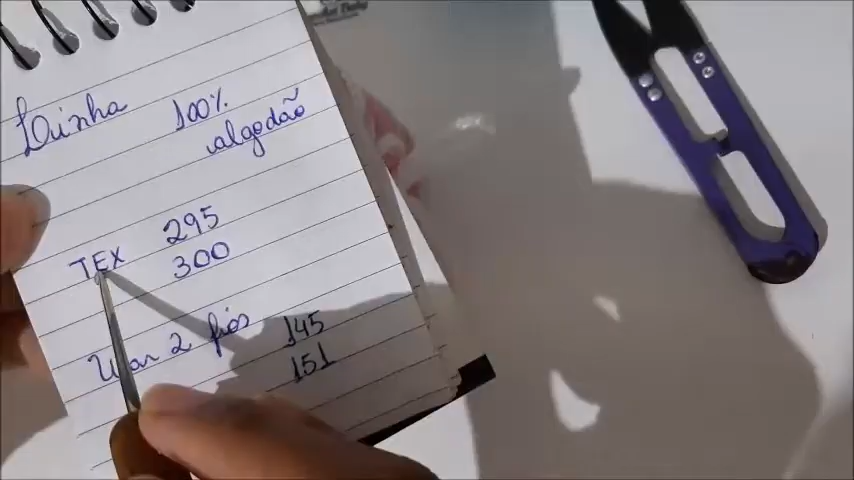 Linha 100%
algodão
TEX 295
300
Usar 2 fios 145
151